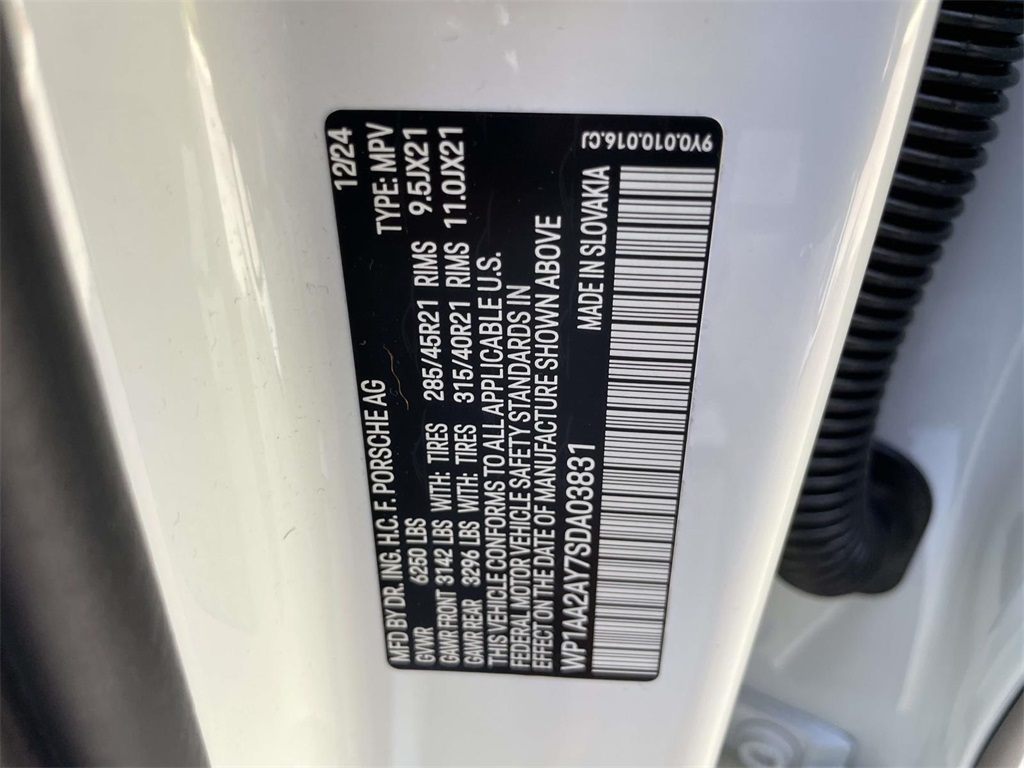 MFD BY DR. ING. H.C. F. PORSCHE AG 12/24
GVWR 6250 LBS TYPE: MPV
GAWR FRONT 3142 LBS WITH: TIRES 285/45R21 RIMS 9.5JX21
GAWR REAR 3296 LBS WITH: TIRES 315/40R21 RIMS 11.0JX21
THIS VEHICLE CONFORMS TO ALL APPLICABLE U.S.
FEDERAL MOTOR VEHICLE SAFETY STANDARDS IN
EFFECT ON THE DATE OF MANUFACTURE SHOWN ABOVE
WP1AA2AY7SDA03831 MADE IN SLOVAKIA
9Y0.010.016.CJ